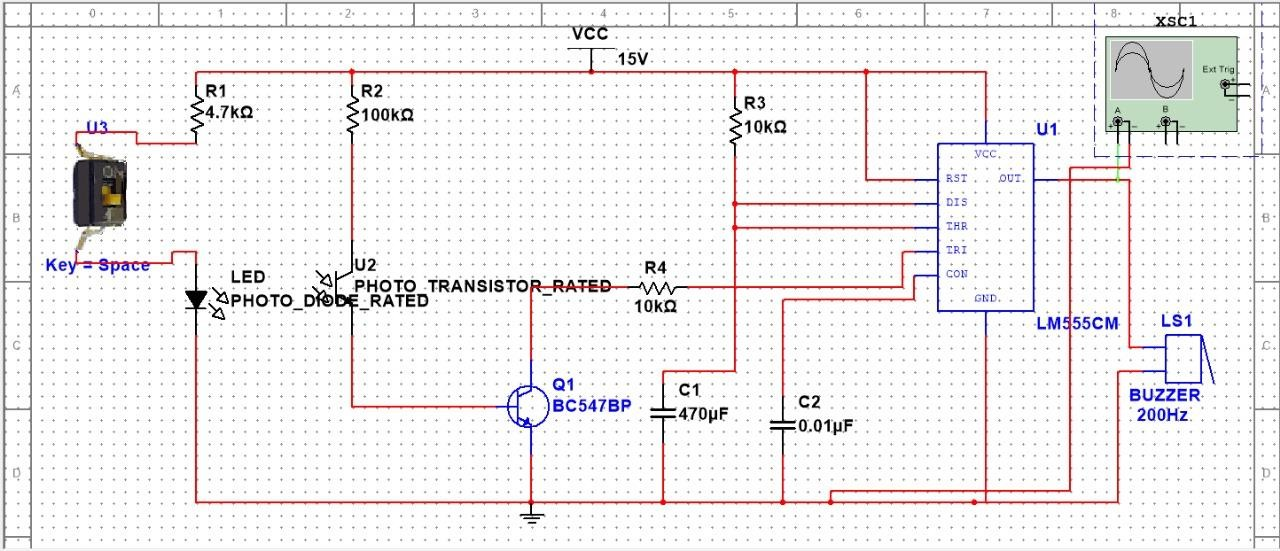 0 1 2 3 4 5 6 7 8
XSC1
VCC
15V
Ext Trig
A
R1
4.7kΩ
R2
100kΩ
R3
10kΩ
A
A B
U3
U1
VCC
RST OUT
DIS
THR
TRI
CON
GND
LM555CM
B
B
Key = Space
LED
PHOTO_DIODE_RATED
U2
PHOTO_TRANSISTOR_RATED
R4
10kΩ
C
C
LS1
BUZZER
200Hz
Q1
BC547BP
C1
470µF
C2
0.01µF
D
D